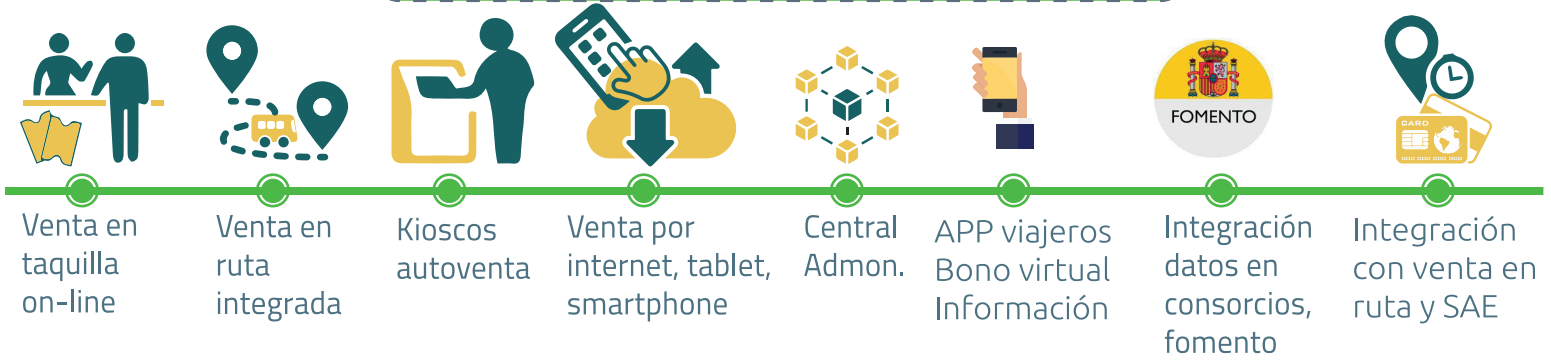 FOMENTO
CARD
Venta en
taquilla
on-line
Venta en
ruta
integrada
Kioscos
autoventa
Venta por
internet, tablet,
smartphone
Central
Admon.
APP viajeros
Bono virtual
Información
Integración
datos en
consorcios,
fomento
Integración
con venta en
ruta y SAE